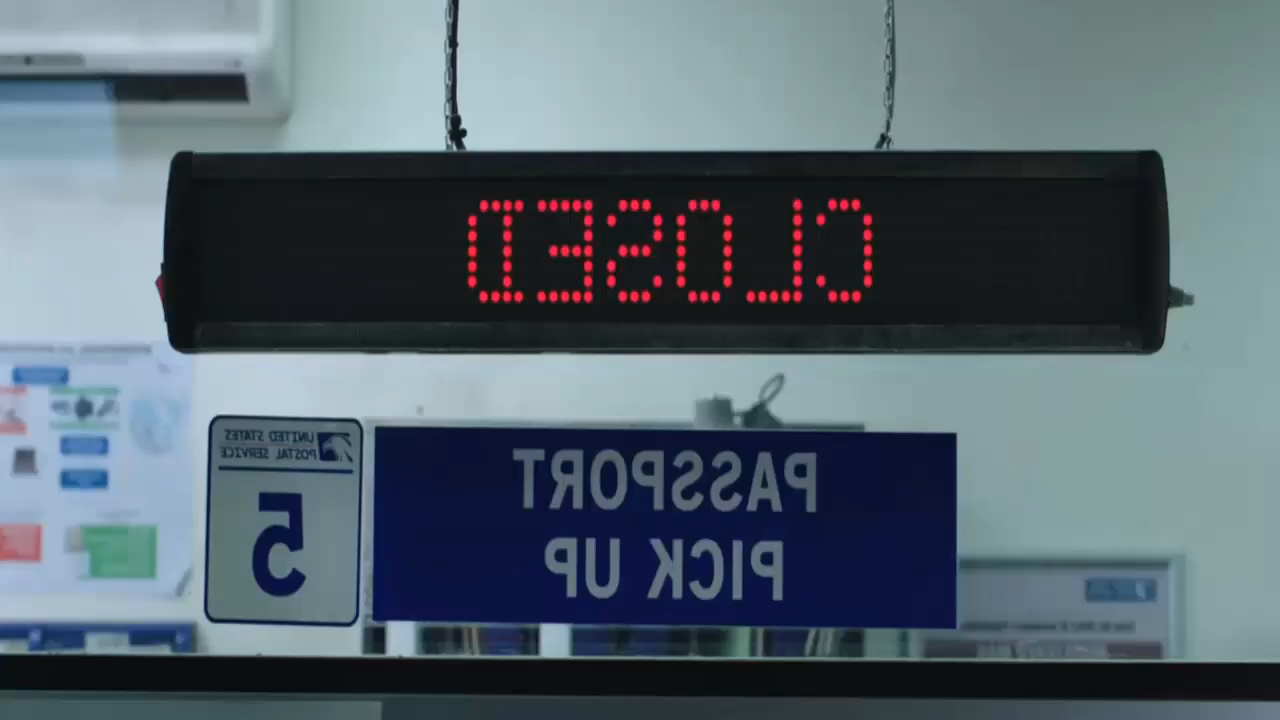 CLOSED
UNITED STATES
POSTAL SERVICE
5
PASSPORT
PICK UP